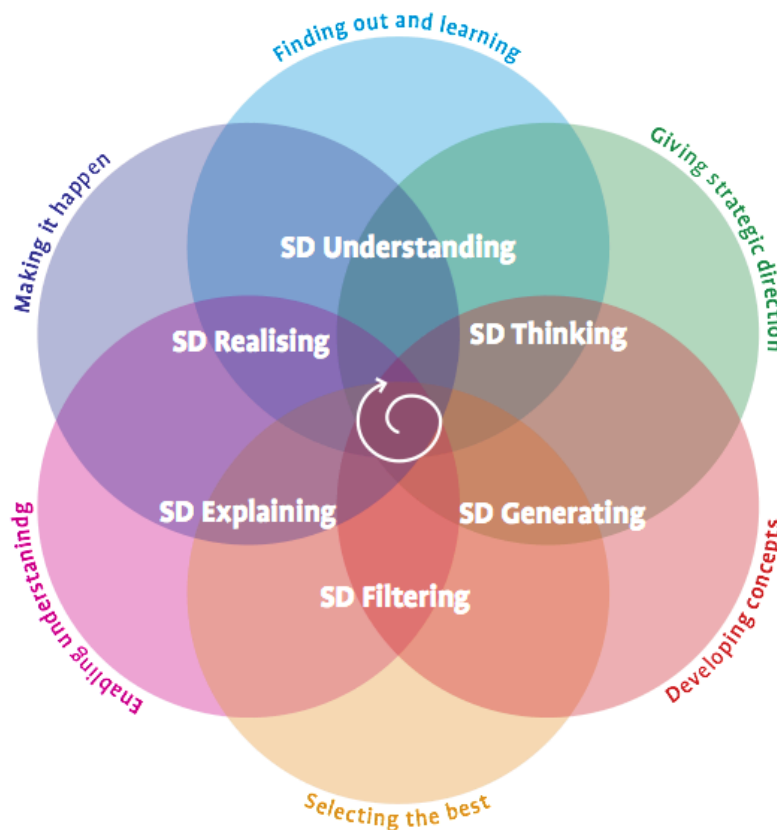 Finding out and learning
Giving strategic direction
Making it happen
SD Understanding
SD Realising
SD Thinking
SD Explaining
SD Generating
SD Filtering
Enabling understanindg
Developing concepts
Selecting the best